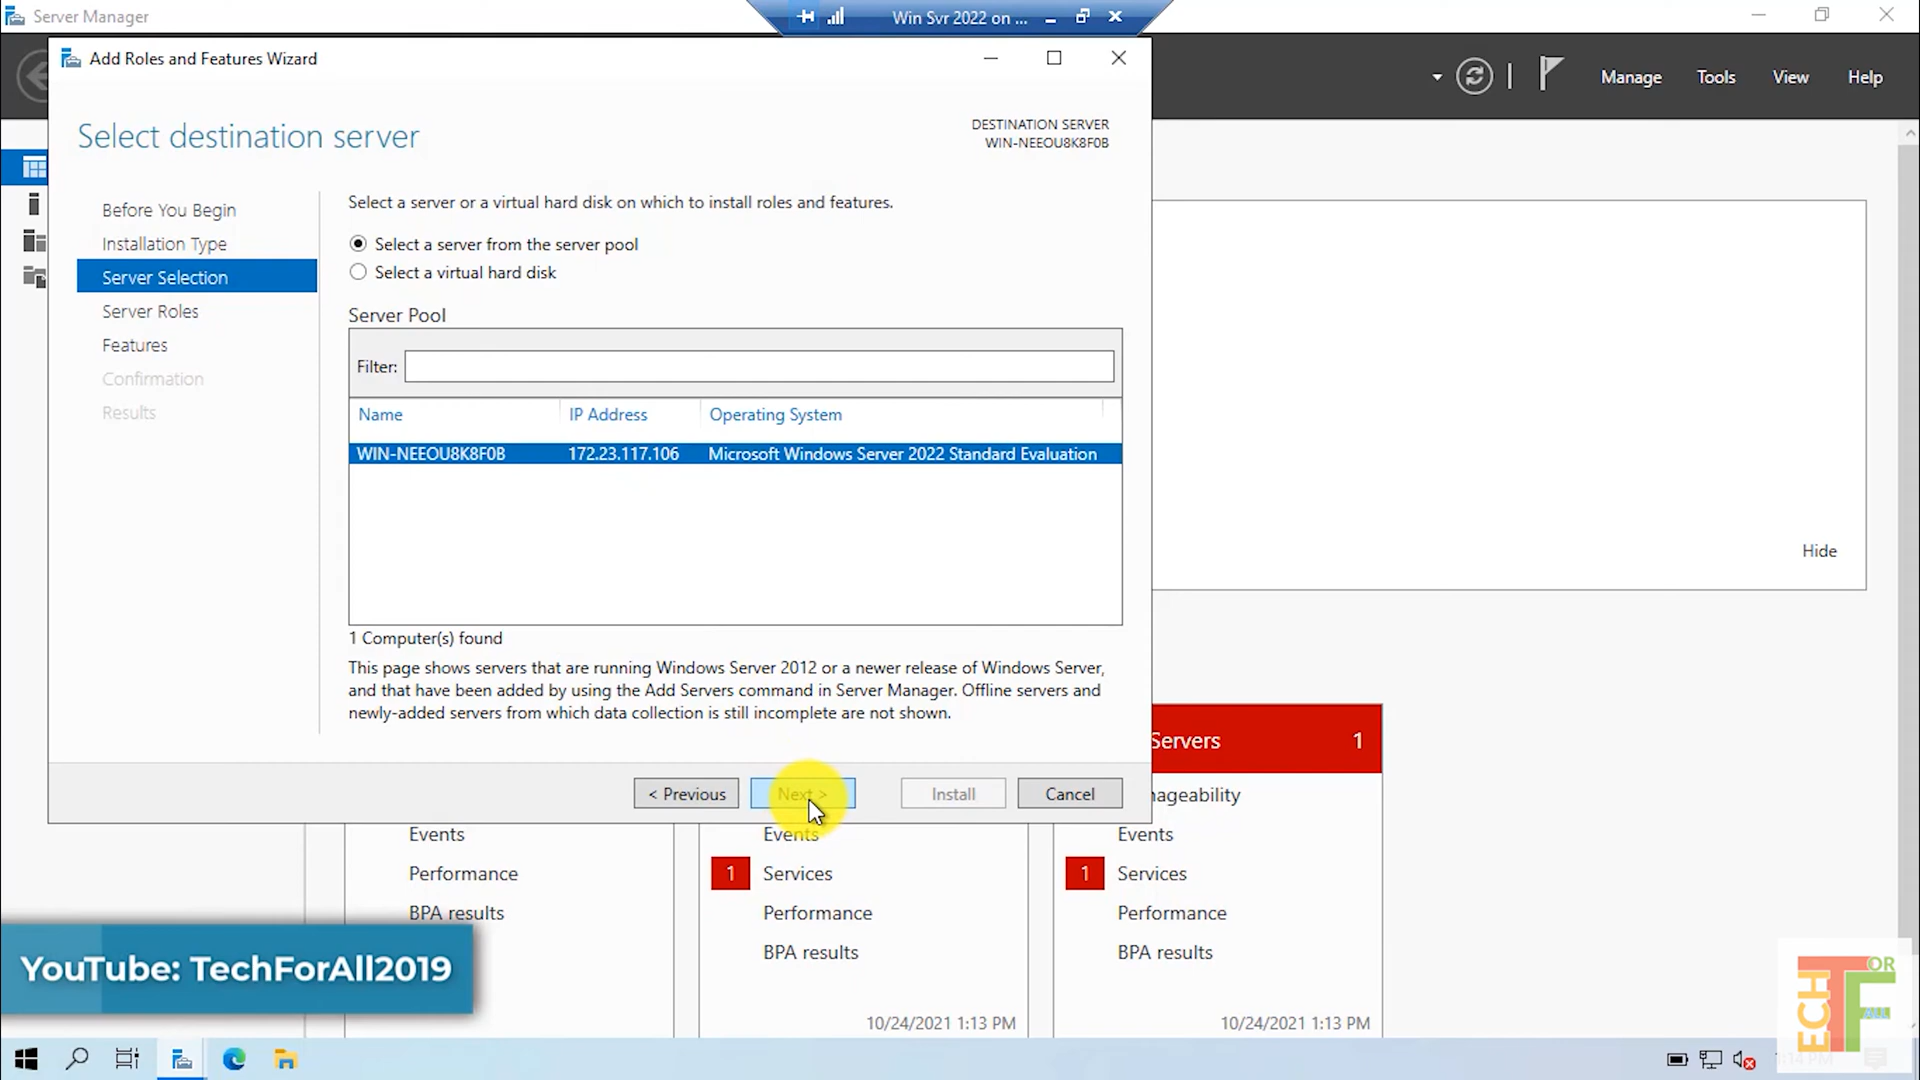 Server Manager
Win Svr 2022 on ...
Add Roles and Features Wizard
Manage Tools View Help
Select destination server
DESTINATION SERVER
WIN-NEEOU8K8F0B
Before You Begin
Installation Type
Server Selection
Server Roles
Features
Confirmation
Results
Select a server or a virtual hard disk on which to install roles and features.
Select a server from the server pool
Select a virtual hard disk
Server Pool
Filter:
Name IP Address Operating System
WIN-NEEOU8K8F0B 172.23.117.106 Microsoft Windows Server 2022 Standard Evaluation
1 Computer(s) found
This page shows servers that are running Windows Server 2012 or a newer release of Windows Server,
and that have been added by using the Add Servers command in Server Manager. Offline servers and
newly-added servers from which data collection is still incomplete are not shown.
< Previous Next > Install Cancel
Hide
Servers 1
nageability
Events
Performance
BPA results
Events
1 Services
Performance
BPA results
10/24/2021 1:13 PM
Events
1 Services
Performance
BPA results
10/24/2021 1:13 PM
YouTube: TechForAll2019
TECH
FOR
ALL